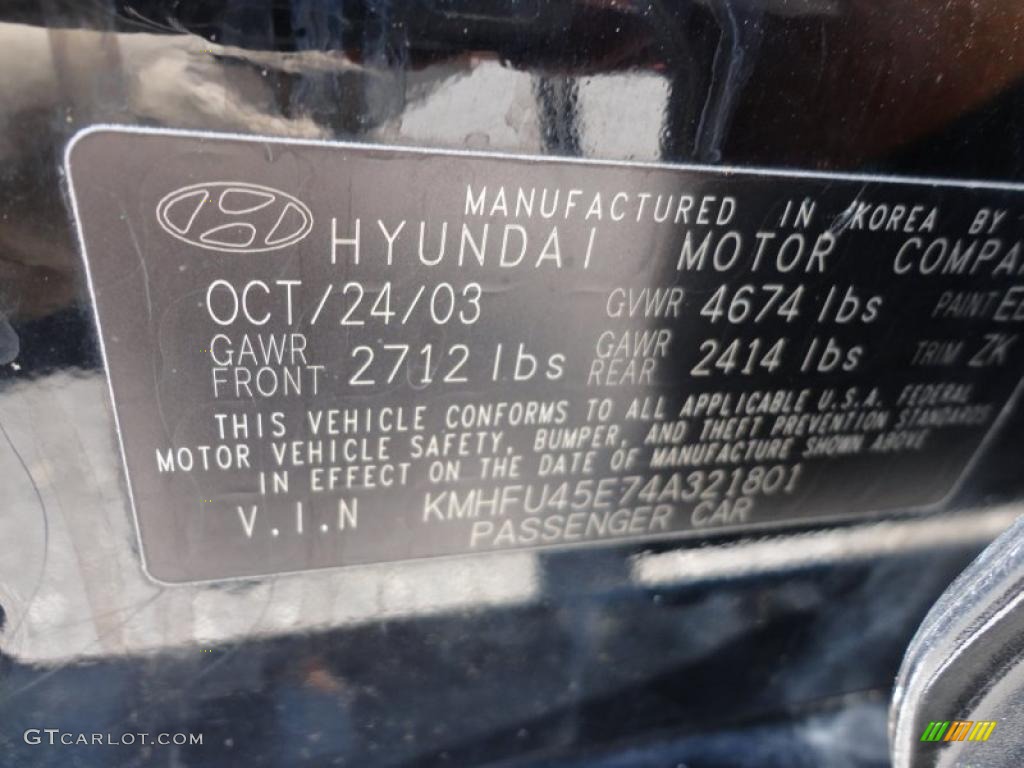 MANUFACTURED IN KOREA BY
HYUNDAI MOTOR COMPA
OCT/24/03 GVWR 4674 lbs PAINT
GAWR FRONT 2712 lbs GAWR REAR 2414 lbs TRIM ZK
THIS VEHICLE CONFORMS TO ALL APPLICABLE U.S.A. FEDERAL
MOTOR VEHICLE SAFETY, BUMPER, AND THEFT PREVENTION STANDARDS
IN EFFECT ON THE DATE OF MANUFACTURE SHOWN ABOVE
V.I.N KMHFU45E74A321801
PASSENGER CAR
GTCARLOT.COM